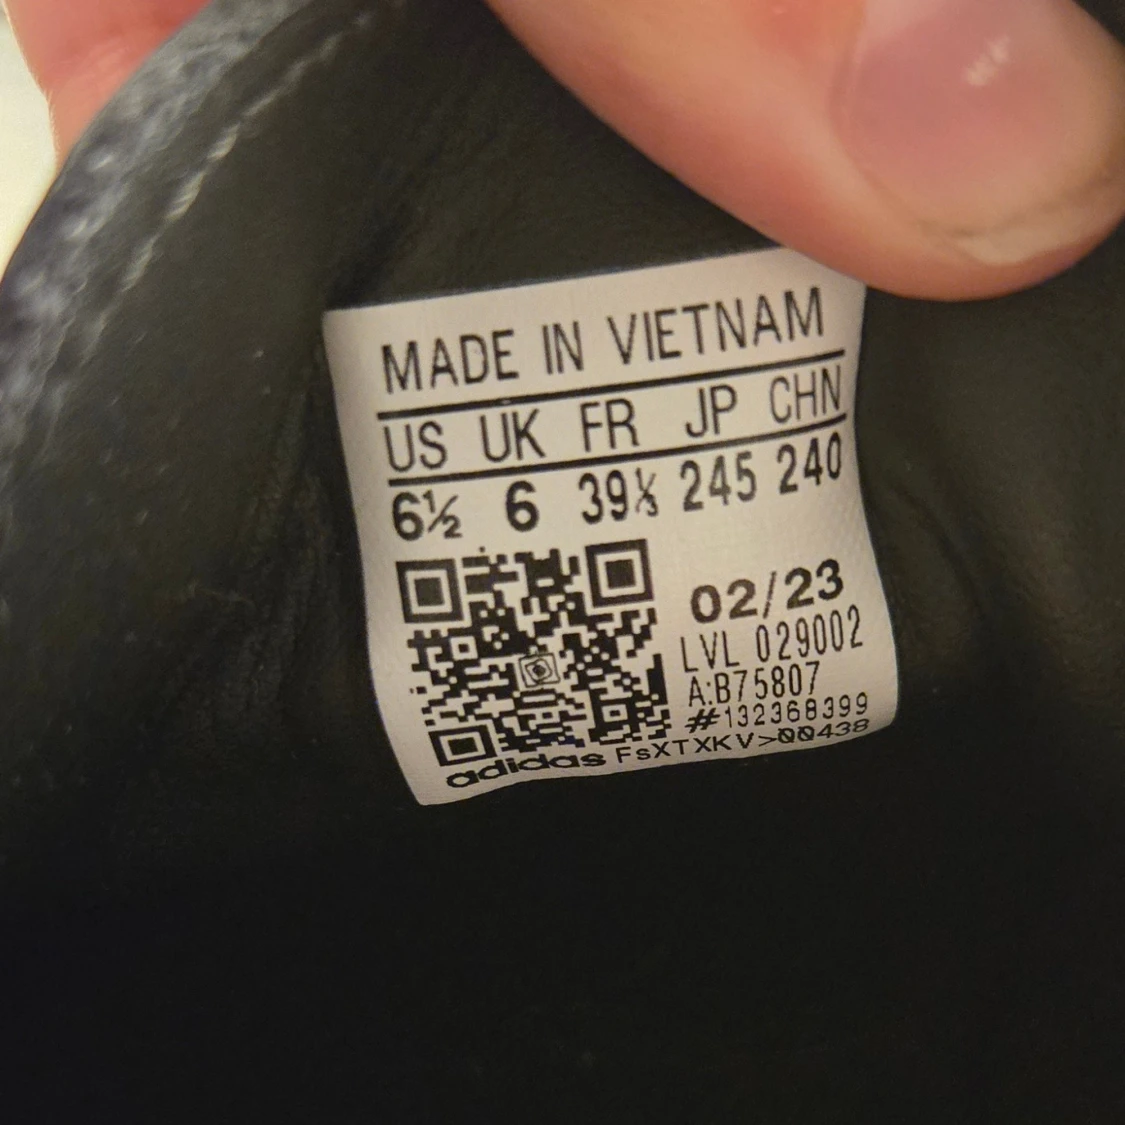 MADE IN VIETNAM
US UK FR JP CHN
6½ 6 39⅓ 245 240
02/23
LVL 029002
A:B75807
#132368399
adidas FsXTXKV>00438